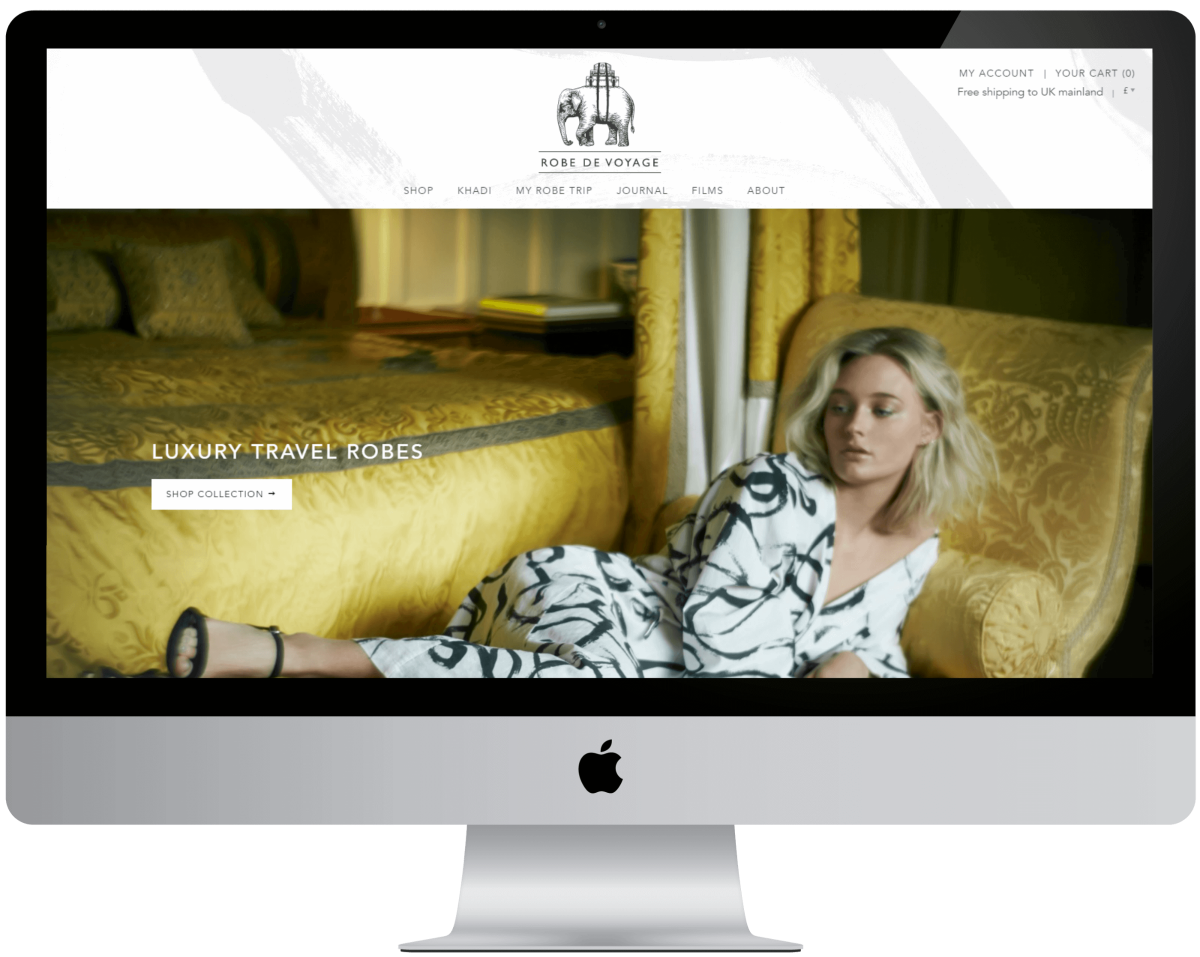 MY ACCOUNT | YOUR CART (0)
Free shipping to UK mainland | £
ROBE DE VOYAGE
SHOP KHADI MY ROBE TRIP JOURNAL FILMS ABOUT
LUXURY TRAVEL ROBES
SHOP COLLECTION →